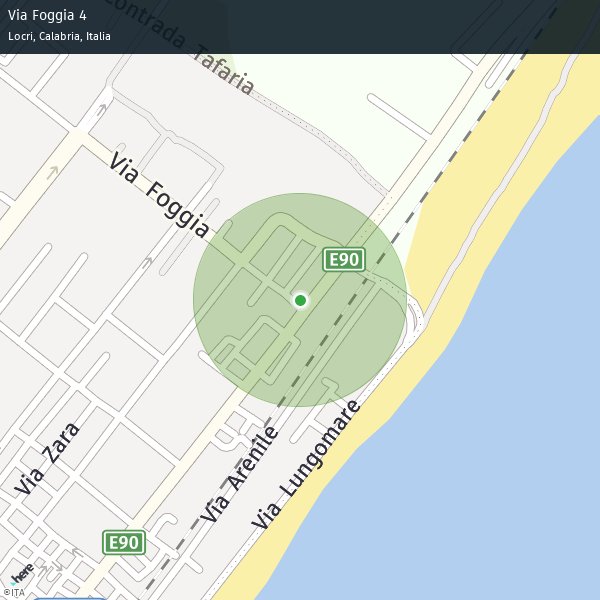 Via Foggia 4
Locri, Calabria, Italia
contrada Tafaria
Via Foggia
E90
Via Zara
Via Arenile
Via Lungomare
E90
here
©ITA